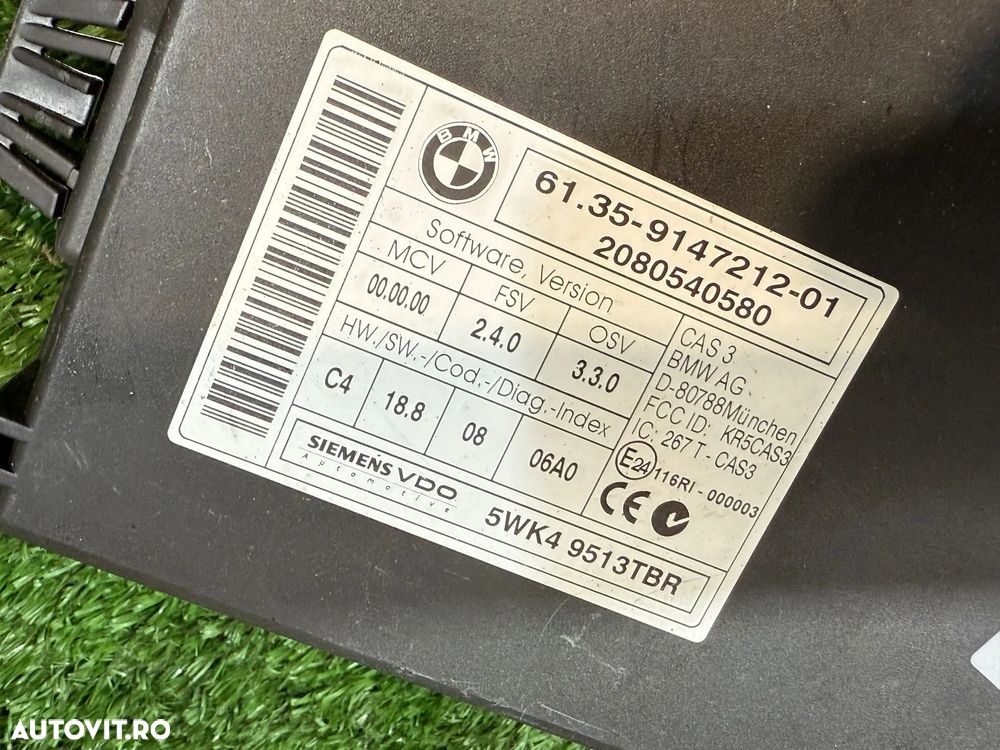 BMW
61.35-9147212-01
2080540580
Software, Version
MCV FSV OSV
00.00.00 2.4.0 3.3.0
HW./SW.-/Cod.-/Diag.-Index
C4 18.8 08 06A0
CAS 3
BMW AG
D-80788München
FCC ID: KR5CAS3
IC: 267 T - CAS3
E24 116RI - 000003
CE
SIEMENS VDO
Automotive
5WK4 9513TBR
AUTOVIT.RO